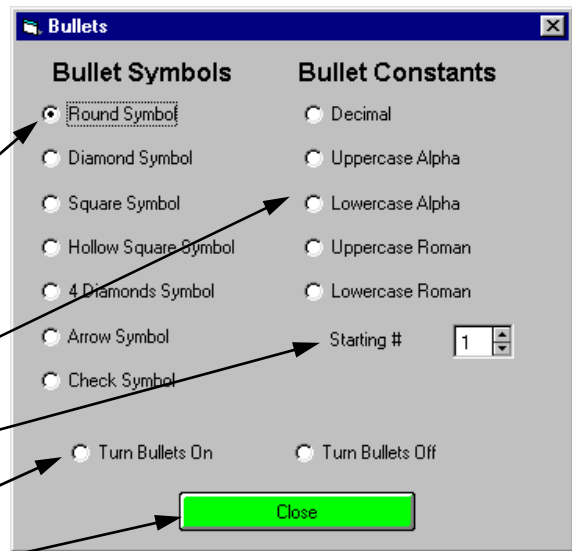 Bullets
Bullet Symbols Bullet Constants
Round Symbol Decimal
Diamond Symbol Uppercase Alpha
Square Symbol Lowercase Alpha
Hollow Square Symbol Uppercase Roman
4 Diamonds Symbol Lowercase Roman
Arrow Symbol Starting # 1
Check Symbol
Turn Bullets On Turn Bullets Off
Close